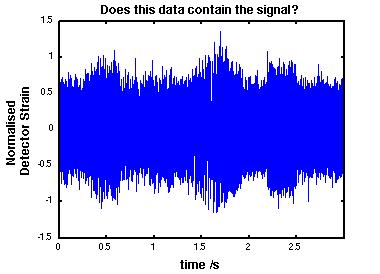 Does this data contain the signal?
1.5
1
0.5
0
-0.5
-1
-1.5
Normalised
Detector Strain
0 0.5 1 1.5 2 2.5
time /s